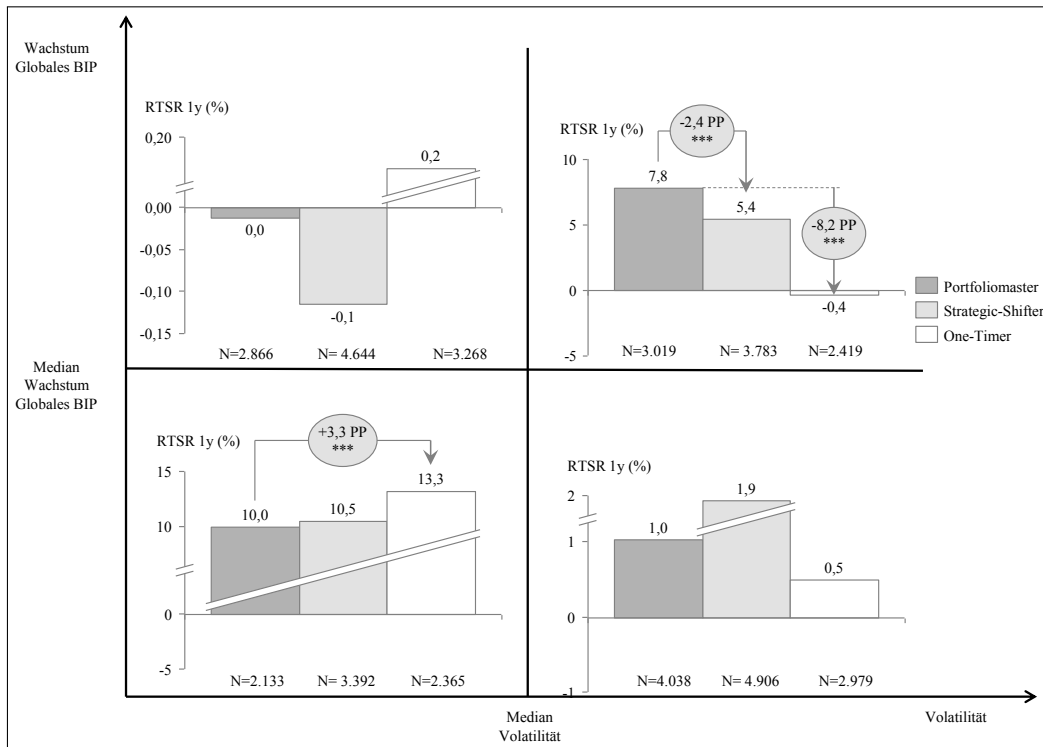 Wachstum
Globales BIP
RTSR 1y (%)
0,20
0,00
-0,05
-0,10
-0,15
0,2
0,0
-0,1
N=2.866 N= 4.644 N=3.268
RTSR 1y (%)
10
5
0
-5
-2,4 PP
***
7,8
5,4
-8,2 PP
***
-0,4
N=3.019 N= 3.783 N=2.419
Portfoliomaster
Strategic-Shifter
One-Timer
Median
Wachstum
Globales BIP
RTSR 1y (%)
15
10
0
-5
+3,3 PP
***
10,0
10,5
13,3
N=2.133 N= 3.392 N=2.365
RTSR 1y (%)
2
1
0
-1
1,0
1,9
0,5
N=4.038 N= 4.906 N=2.979
Median
Volatilität
Volatilität